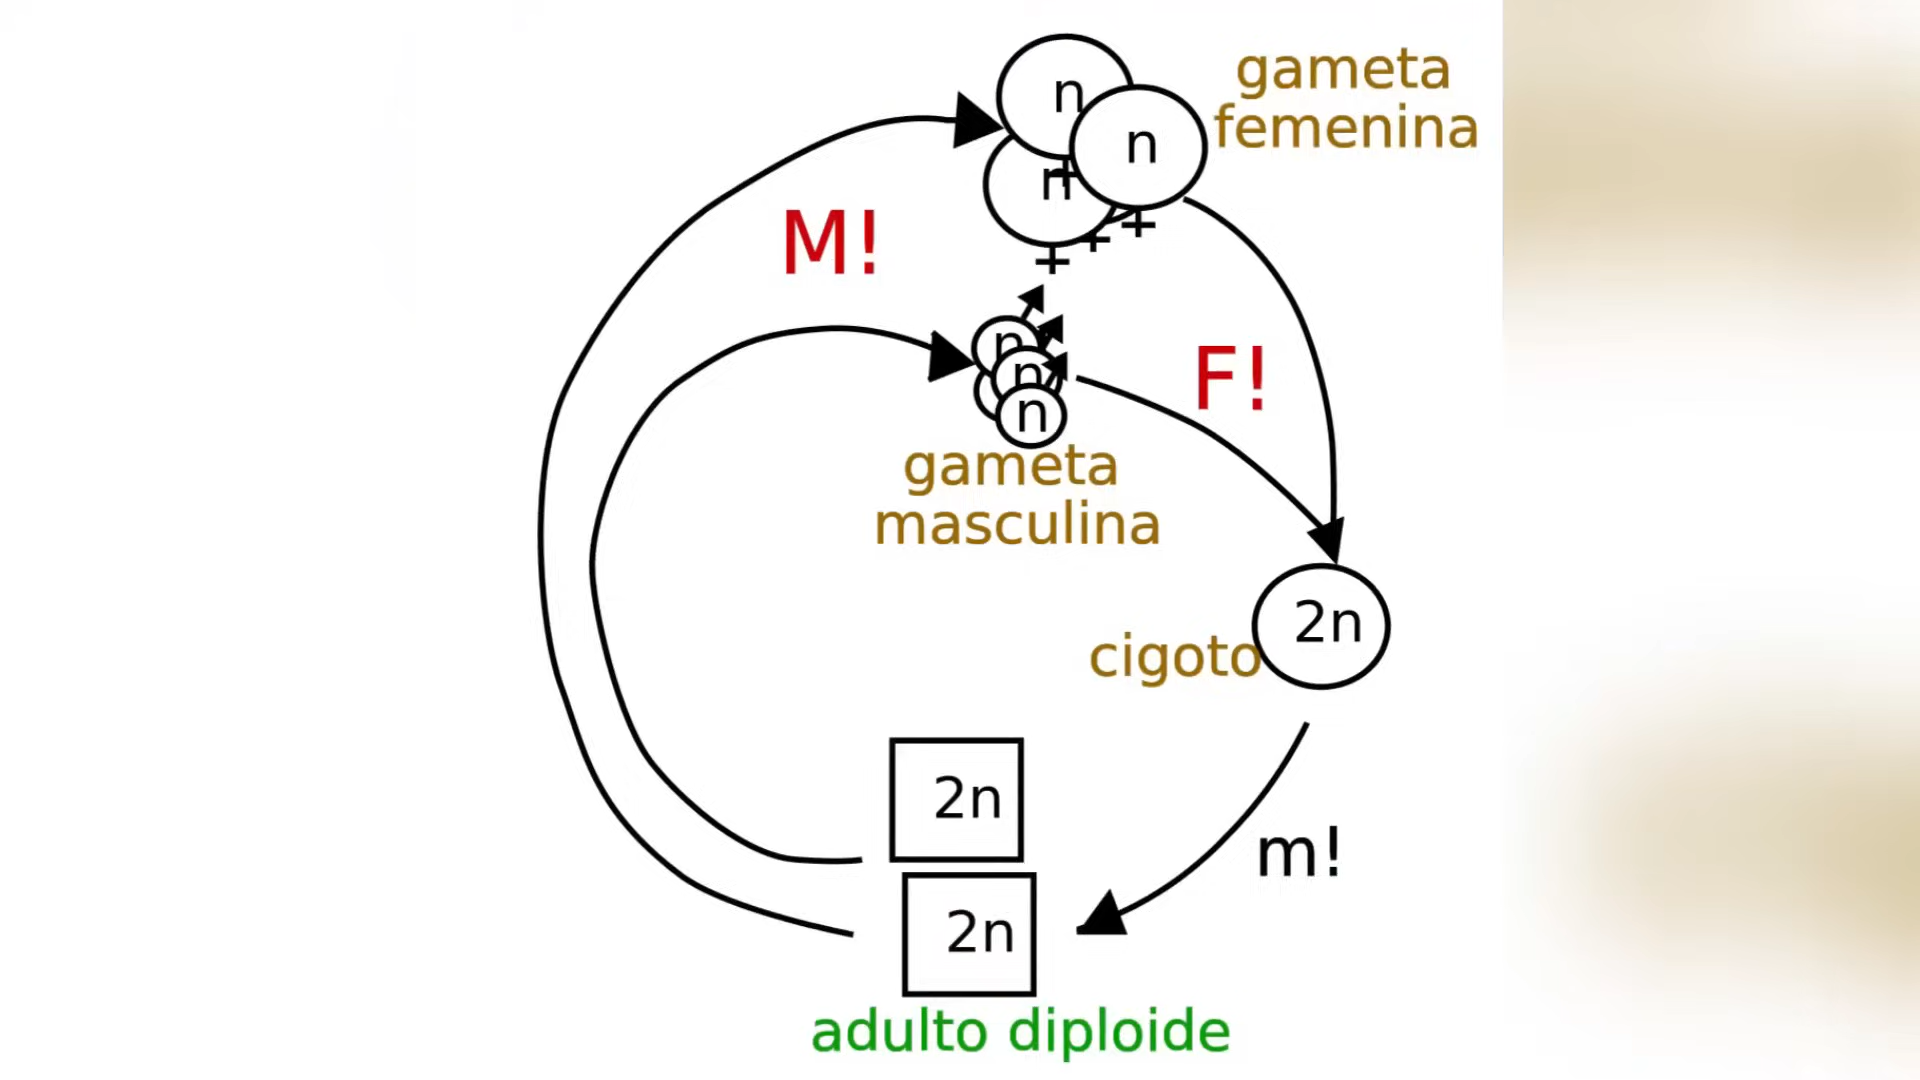 n
gameta
femenina
n
n
M!
n
n
F!
n
gameta
masculina
2n
cigoto
2n
m!
2n
adulto diploide